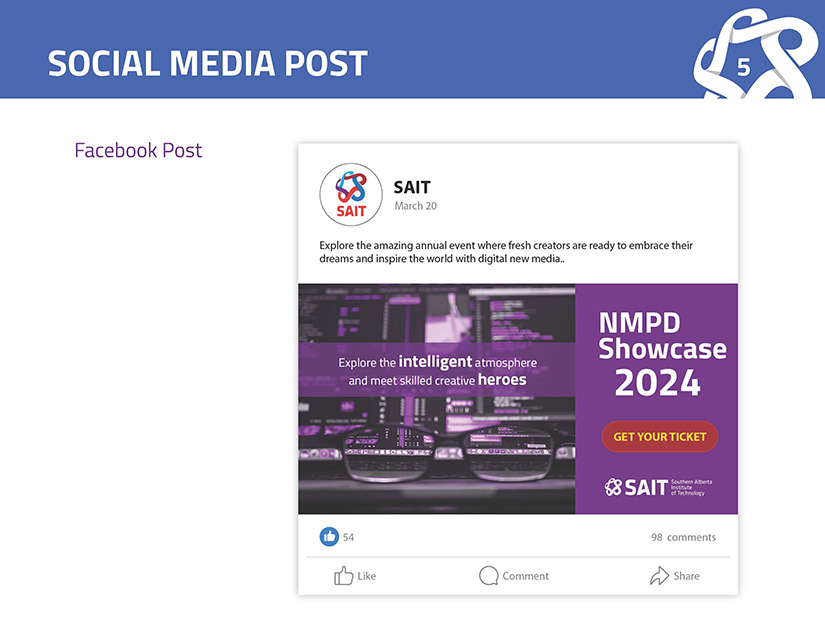 SOCIAL MEDIA POST
5
Facebook Post
SAIT
SAIT
March 20
Explore the amazing annual event where fresh creators are ready to embrace their
dreams and inspire the world with digital new media..
Explore the intelligent atmosphere
and meet skilled creative heroes
NMPD
Showcase
2024
GET YOUR TICKET
SAIT
Southern Alberta
Institute
of Technology
54
98 comments
Like
Comment
Share